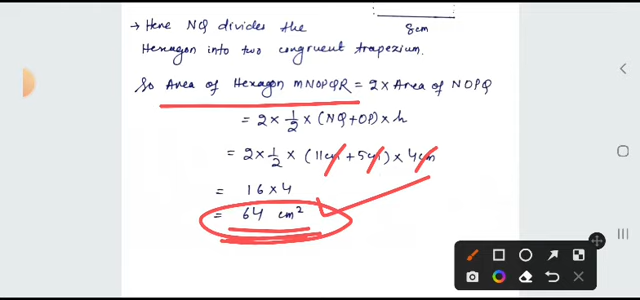 8cm
→ Here NQ divides the
Hexagon into two congruent trapezium.
So Area of Hexagon MNOPQR = 2 × Area of NOPQ
= 2 × 1/2 × (NQ + OP) × h
= 2 × 1/2 × (11cm + 5cm) × 4cm
= 16 × 4
= 64 cm²